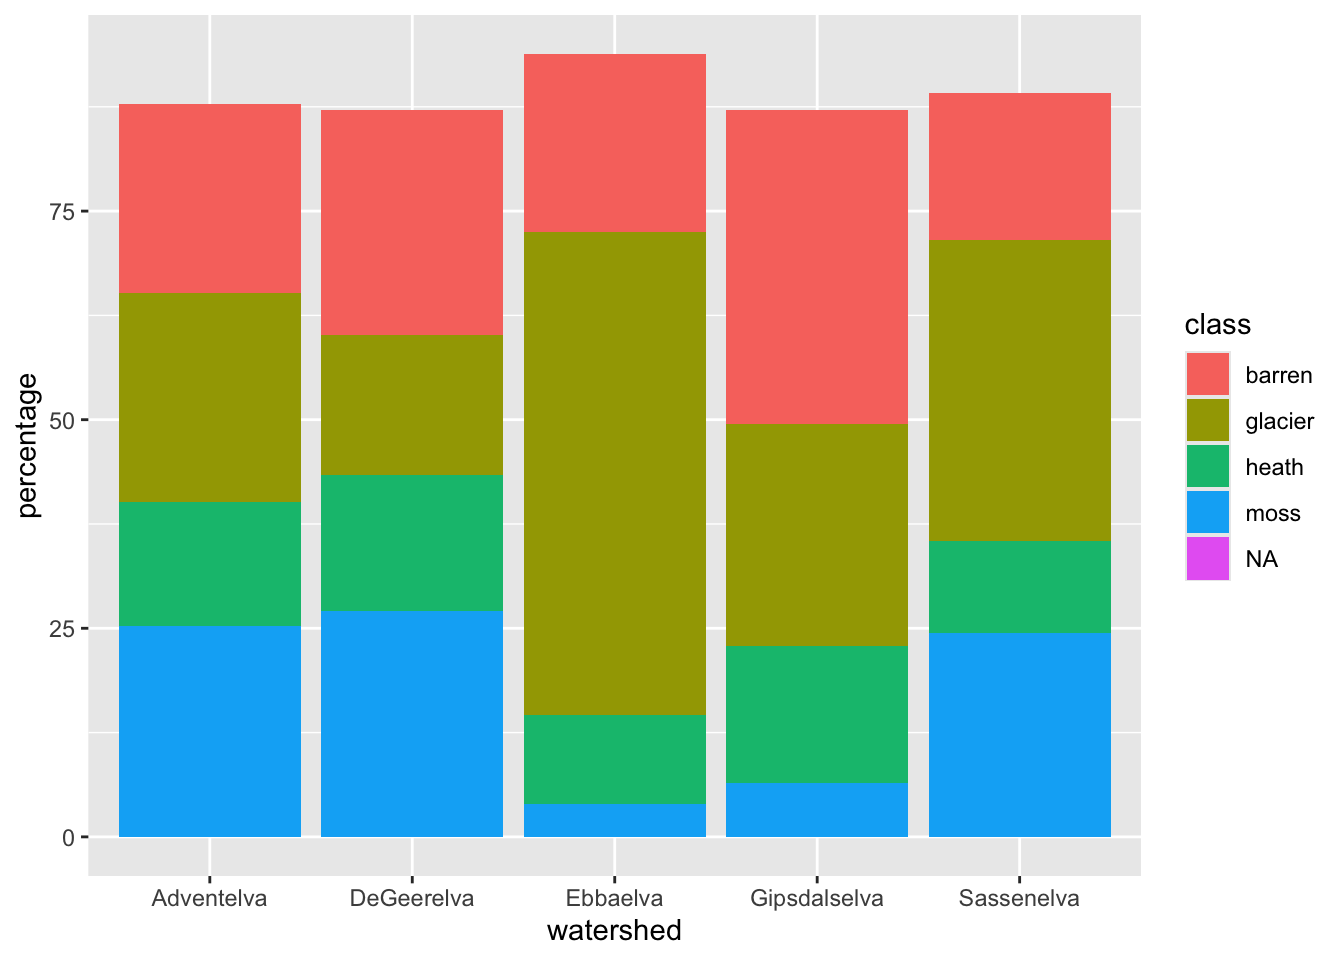 percentage
75
50
25
0
Adventelva
DeGeerelva
Ebbaelva
Gipsdalselva
Sassenelva
watershed
class
barren
glacier
heath
moss
NA